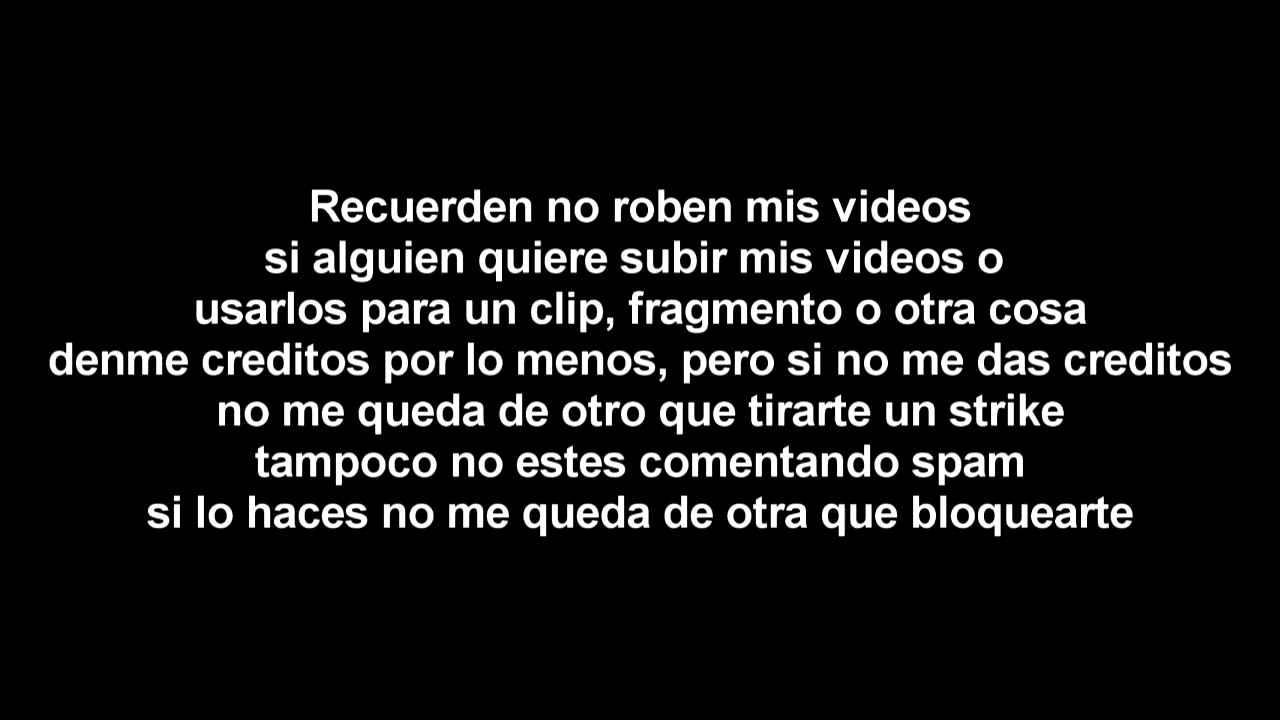 Recuerden no roben mis videos
si alguien quiere subir mis videos o
usarlos para un clip, fragmento o otra cosa
denme creditos por lo menos, pero si no me das creditos
no me queda de otro que tirarte un strike
tampoco no estes comentando spam
si lo haces no me queda de otra que bloquearte